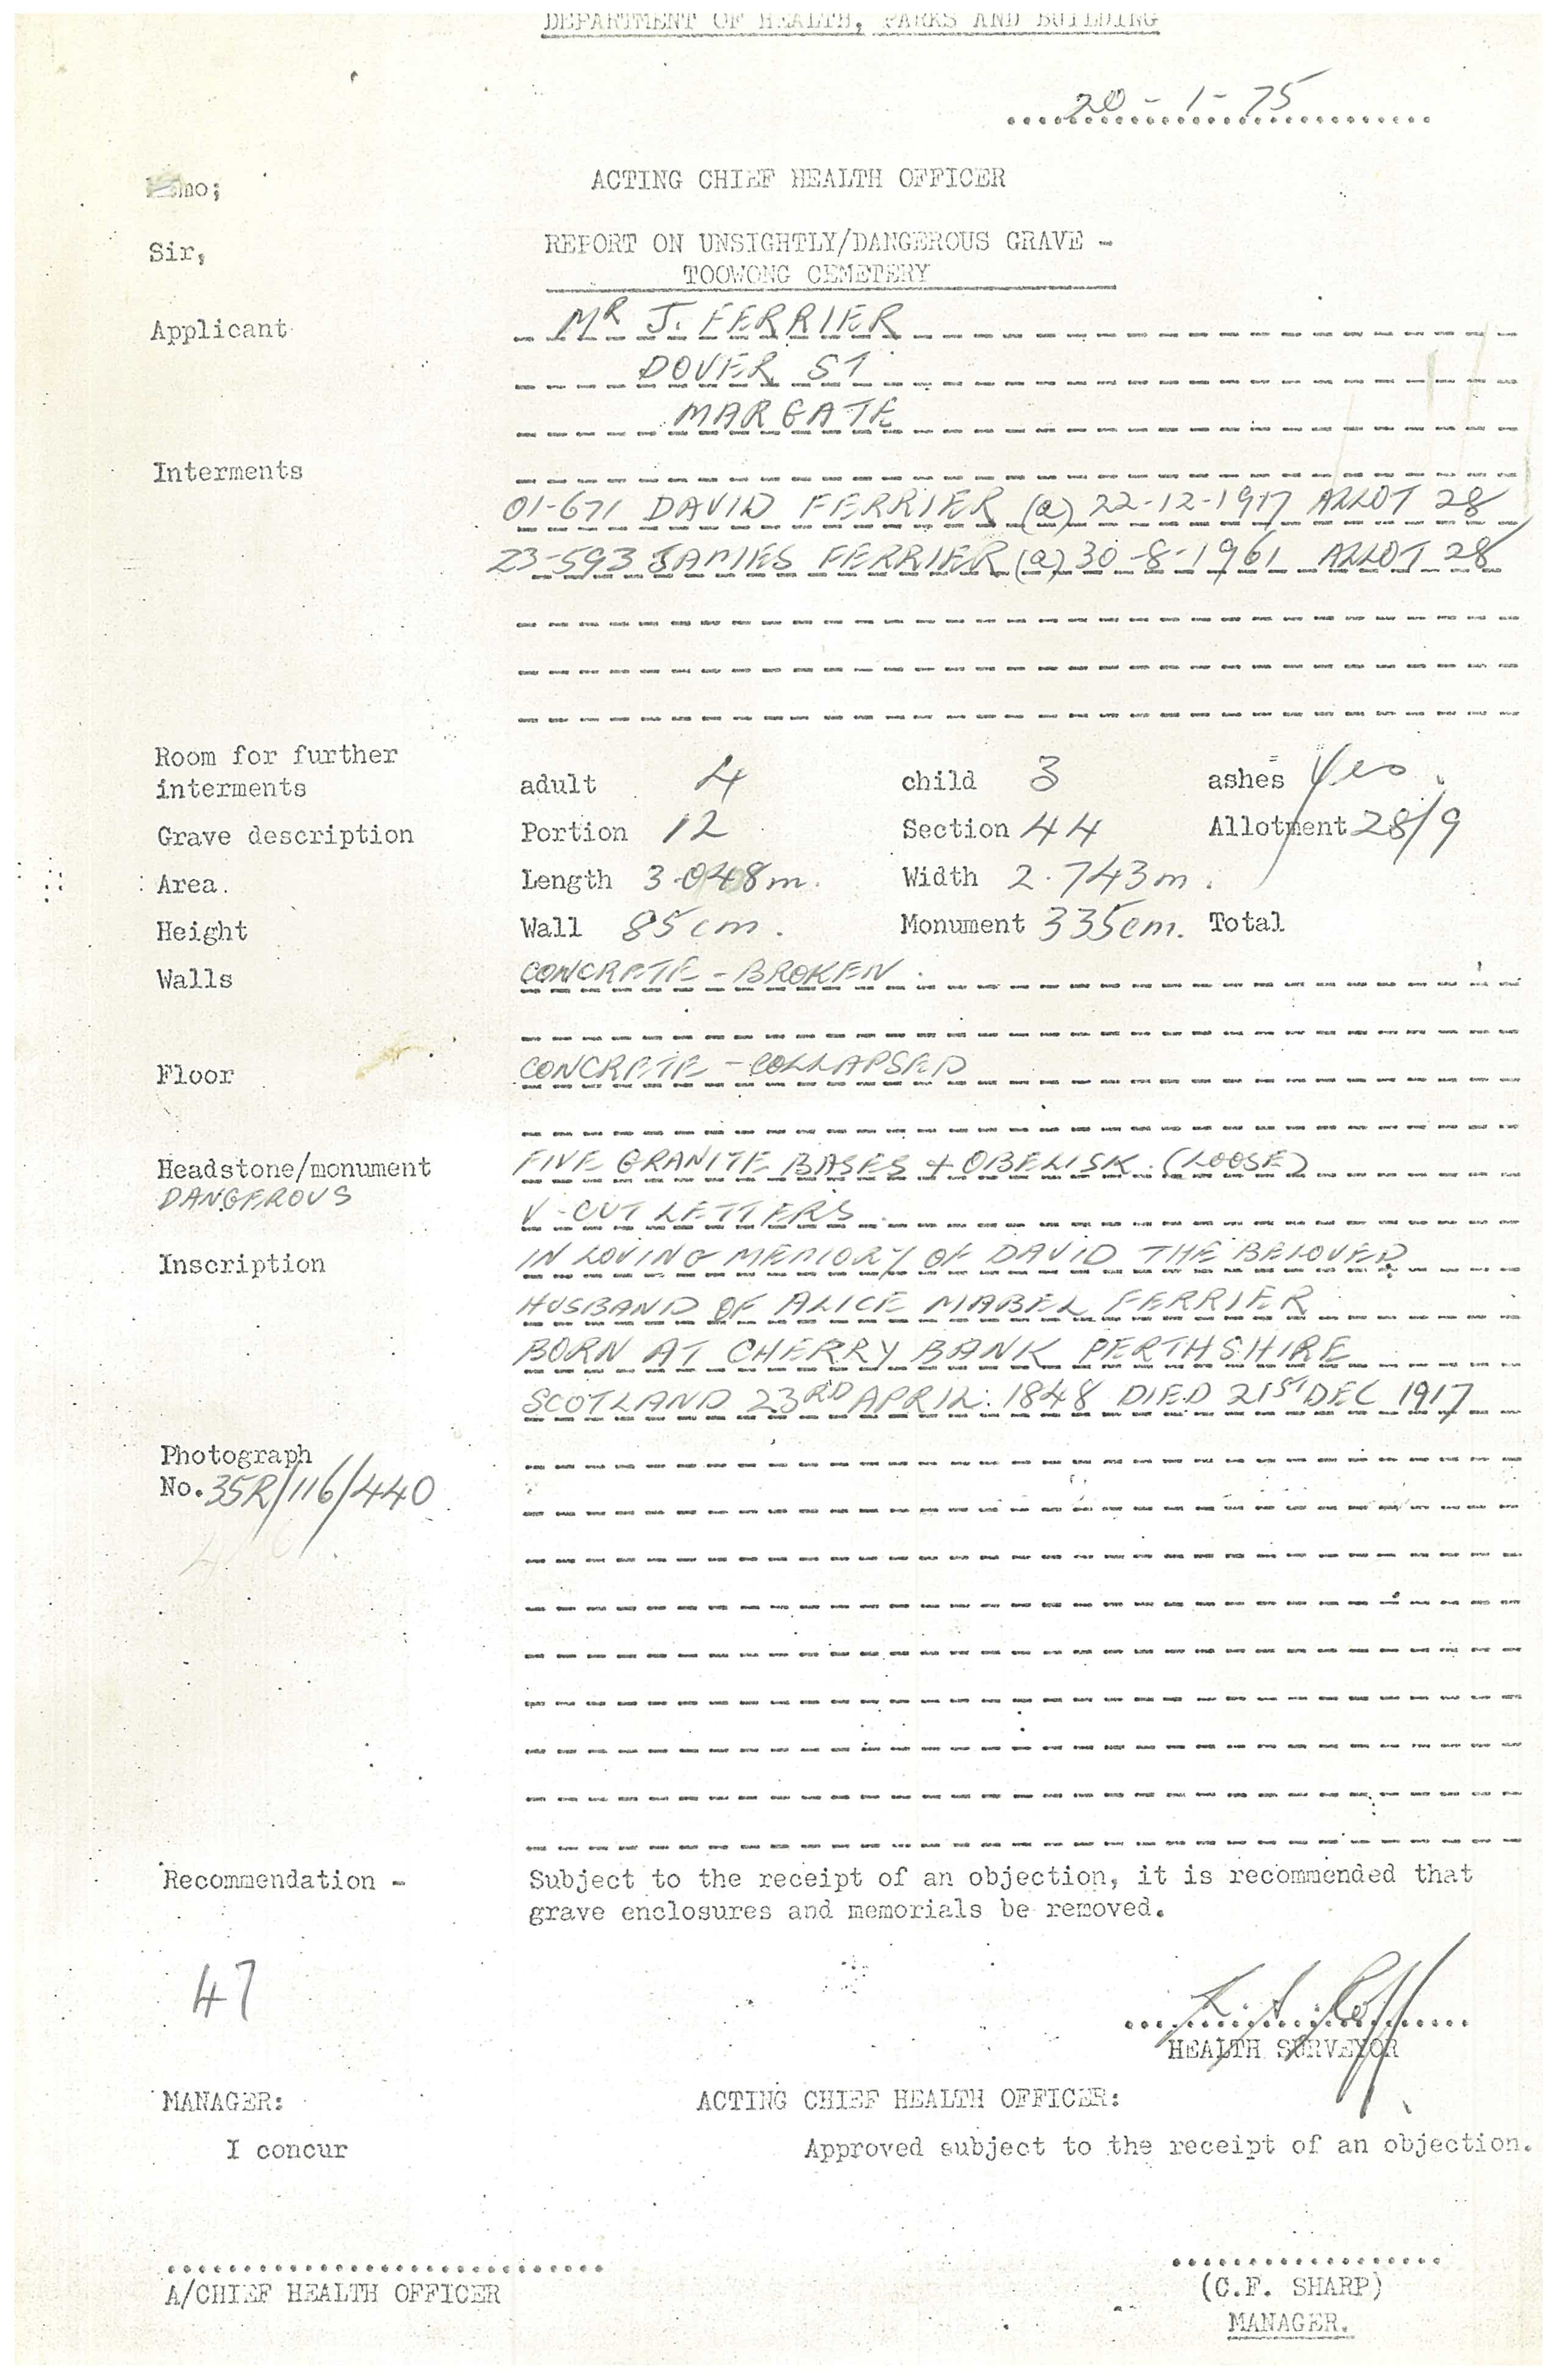 DEPARTMENT OF HEALTH, PARKS AND BUILDING
20-1-75
ACTING CHIEF HEALTH OFFICER
Sir,
REPORT ON UNSIGHTLY/DANGEROUS GRAVE -
TOOWONG CEMETERY
Applicant MR J. FERRIER
DOVER ST
MARGATE
Interments
01-671 DAVID FERRIER (a) 22-12-1917 ALLOT 28
23-593 JAMES FERRIER (a) 30-8-1961 ALLOT 28
Room for further
interments adult 4 child 3 ashes Yes.
Grave description Portion 12 Section 44 Allotment 28/9
Area. Length 3.048m. Width 2.743m.
Height Wall 85cm. Monument 335cm. Total
Walls CONCRETE - BROKEN.
Floor CONCRETE - COLLAPSED
Headstone/monument FIVE GRANITE BASES + OBELISK. (LOOSE)
DANGEROUS V-CUT LETTERS.
Inscription IN LOVING MEMORY OF DAVID THE BELOVED
HUSBAND OF ALICE MABEL FERRIER
BORN AT CHERRY BANK PERTHSHIRE
SCOTLAND 23RD APRIL. 1848 DIED 21ST DEC 1917
Photograph
No. 35R/116/440
Recommendation - Subject to the receipt of an objection, it is recommended that
grave enclosures and memorials be removed.
47
HEALTH SURVEYOR
MANAGER: ACTING CHIEF HEALTH OFFICER:
I concur Approved subject to the receipt of an objection.
A/CHIEF HEALTH OFFICER (C.F. SHARP)
MANAGER.